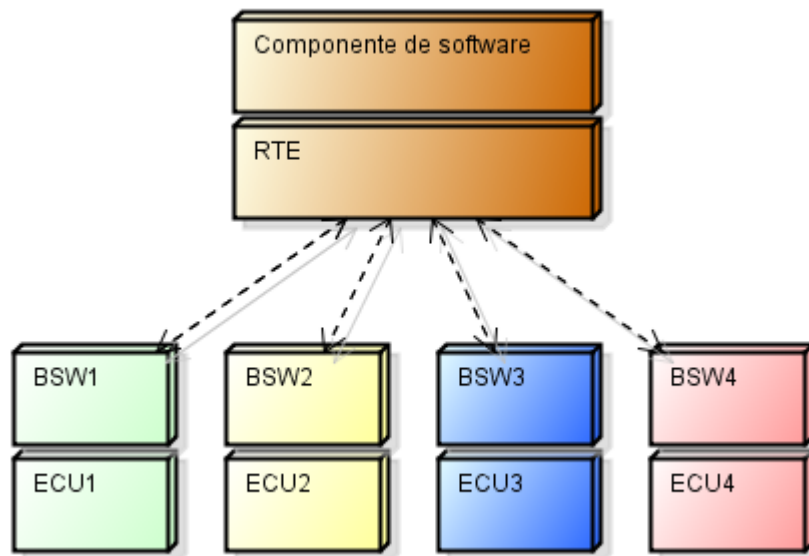 Componente de software
RTE
BSW1
BSW2
BSW3
BSW4
ECU1
ECU2
ECU3
ECU4